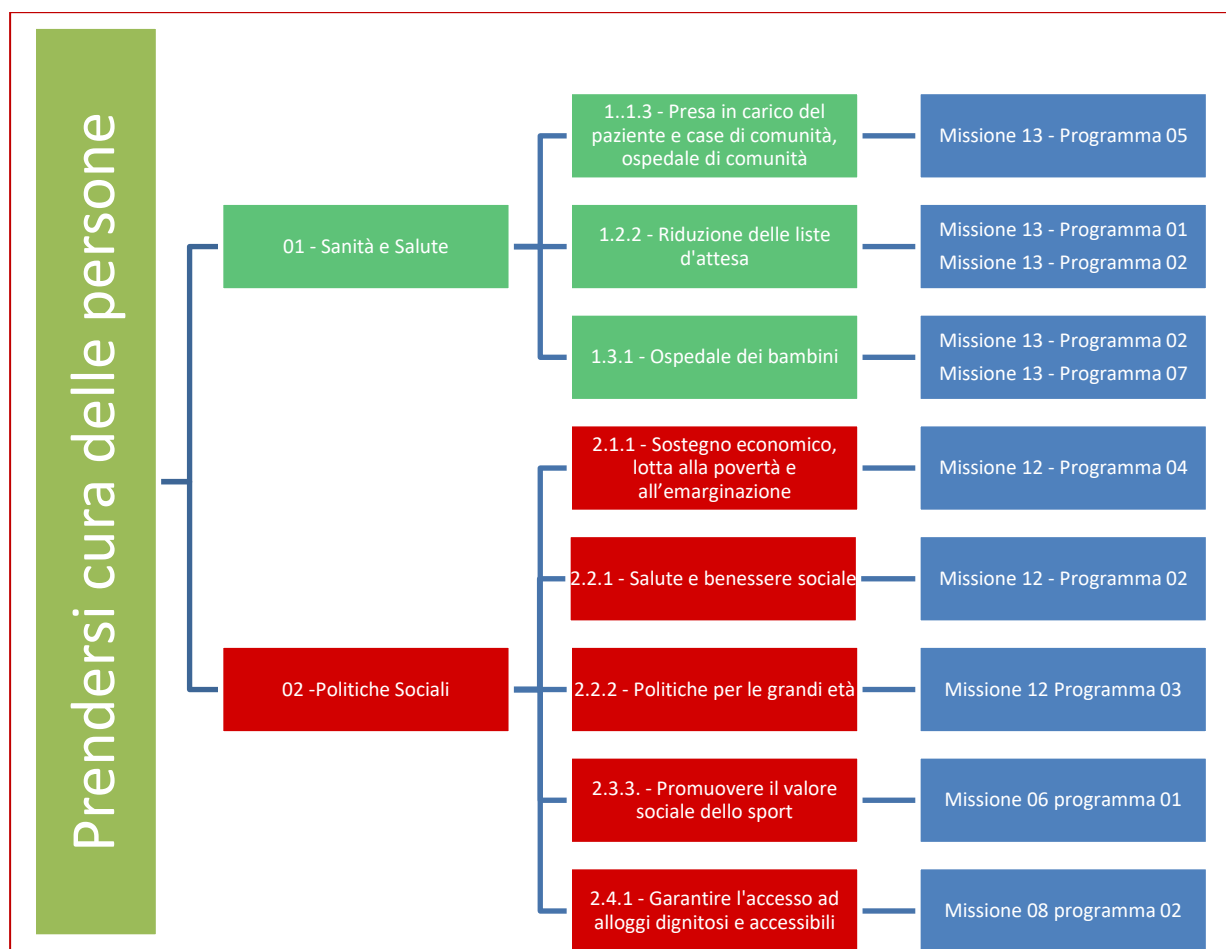 Prendersi cura delle persone
01 - Sanità e Salute
1..1.3 - Presa in carico del
paziente e case di comunità,
ospedale di comunità
Missione 13 - Programma 05
1.2.2 - Riduzione delle liste
d'attesa
Missione 13 - Programma 01
Missione 13 - Programma 02
1.3.1 - Ospedale dei bambini
Missione 13 - Programma 02
Missione 13 - Programma 07
02 -Politiche Sociali
2.1.1 - Sostegno economico,
lotta alla povertà e
all’emarginazione
Missione 12 - Programma 04
2.2.1 - Salute e benessere sociale
Missione 12 - Programma 02
2.2.2 - Politiche per le grandi età
Missione 12 Programma 03
2.3.3. - Promuovere il valore
sociale dello sport
Missione 06 programma 01
2.4.1 - Garantire l'accesso ad
alloggi dignitosi e accessibili
Missione 08 programma 02